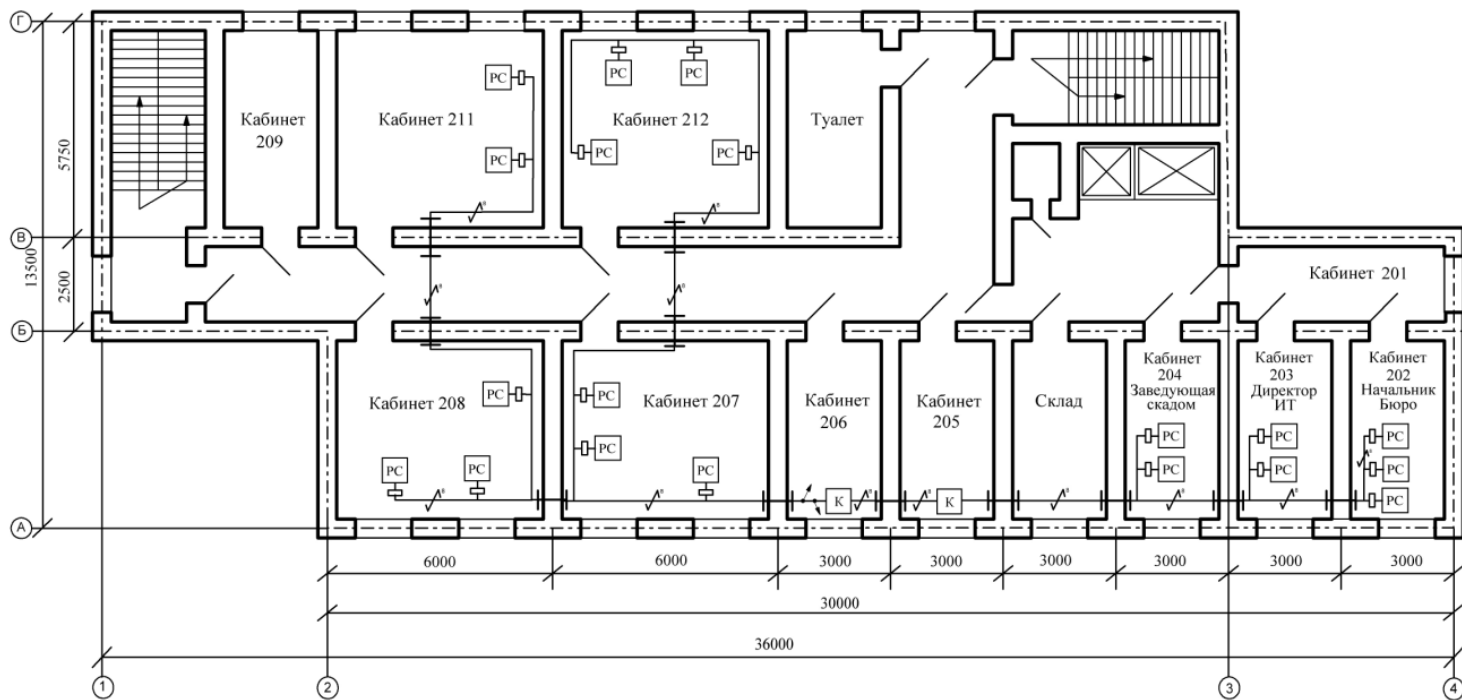 Г
В
Б
А
5750
2500
13500
Кабинет
209
Кабинет 211
РС
РС
Кабинет 212
РС
РС
РС
РС
Туалет
Кабинет 201
Кабинет 208
РС
РС
РС
Кабинет 207
РС
РС
РС
Кабинет
206
К
Кабинет
205
К
Склад
Кабинет
204
Заведующая
скадом
РС
РС
Кабинет
203
Директор
ИТ
РС
РС
Кабинет
202
Начальник
Бюро
РС
РС
РС
6000
6000
3000
3000
3000
3000
3000
3000
30000
36000
1
2
3
4